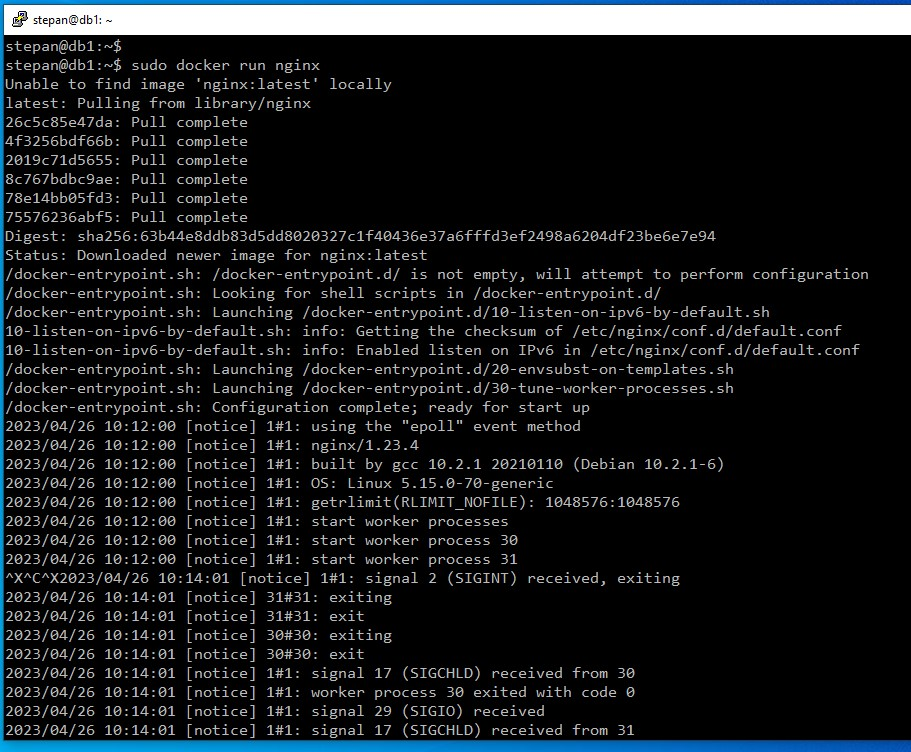 stepan@db1: ~
stepan@db1:~$
stepan@db1:~$ sudo docker run nginx
Unable to find image 'nginx:latest' locally
latest: Pulling from library/nginx
26c5c85e47da: Pull complete
4f3256bdf66b: Pull complete
2019c71d5655: Pull complete
8c767bdbc9ae: Pull complete
78e14bb05fd3: Pull complete
75576236abf5: Pull complete
Digest: sha256:63b44e8ddb83d5dd8020327c1f40436e37a6fffd3ef2498a6204df23be6e7e94
Status: Downloaded newer image for nginx:latest
/docker-entrypoint.sh: /docker-entrypoint.d/ is not empty, will attempt to perform configuration
/docker-entrypoint.sh: Looking for shell scripts in /docker-entrypoint.d/
/docker-entrypoint.sh: Launching /docker-entrypoint.d/10-listen-on-ipv6-by-default.sh
10-listen-on-ipv6-by-default.sh: info: Getting the checksum of /etc/nginx/conf.d/default.conf
10-listen-on-ipv6-by-default.sh: info: Enabled listen on IPv6 in /etc/nginx/conf.d/default.conf
/docker-entrypoint.sh: Launching /docker-entrypoint.d/20-envsubst-on-templates.sh
/docker-entrypoint.sh: Launching /docker-entrypoint.d/30-tune-worker-processes.sh
/docker-entrypoint.sh: Configuration complete; ready for start up
2023/04/26 10:12:00 [notice] 1#1: using the "epoll" event method
2023/04/26 10:12:00 [notice] 1#1: nginx/1.23.4
2023/04/26 10:12:00 [notice] 1#1: built by gcc 10.2.1 20210110 (Debian 10.2.1-6)
2023/04/26 10:12:00 [notice] 1#1: OS: Linux 5.15.0-70-generic
2023/04/26 10:12:00 [notice] 1#1: getrlimit(RLIMIT_NOFILE): 1048576:1048576
2023/04/26 10:12:00 [notice] 1#1: start worker processes
2023/04/26 10:12:00 [notice] 1#1: start worker process 30
2023/04/26 10:12:00 [notice] 1#1: start worker process 31
^X^C^X2023/04/26 10:14:01 [notice] 1#1: signal 2 (SIGINT) received, exiting
2023/04/26 10:14:01 [notice] 31#31: exiting
2023/04/26 10:14:01 [notice] 31#31: exit
2023/04/26 10:14:01 [notice] 30#30: exiting
2023/04/26 10:14:01 [notice] 30#30: exit
2023/04/26 10:14:01 [notice] 1#1: signal 17 (SIGCHLD) received from 30
2023/04/26 10:14:01 [notice] 1#1: worker process 30 exited with code 0
2023/04/26 10:14:01 [notice] 1#1: signal 29 (SIGIO) received
2023/04/26 10:14:01 [notice] 1#1: signal 17 (SIGCHLD) received from 31